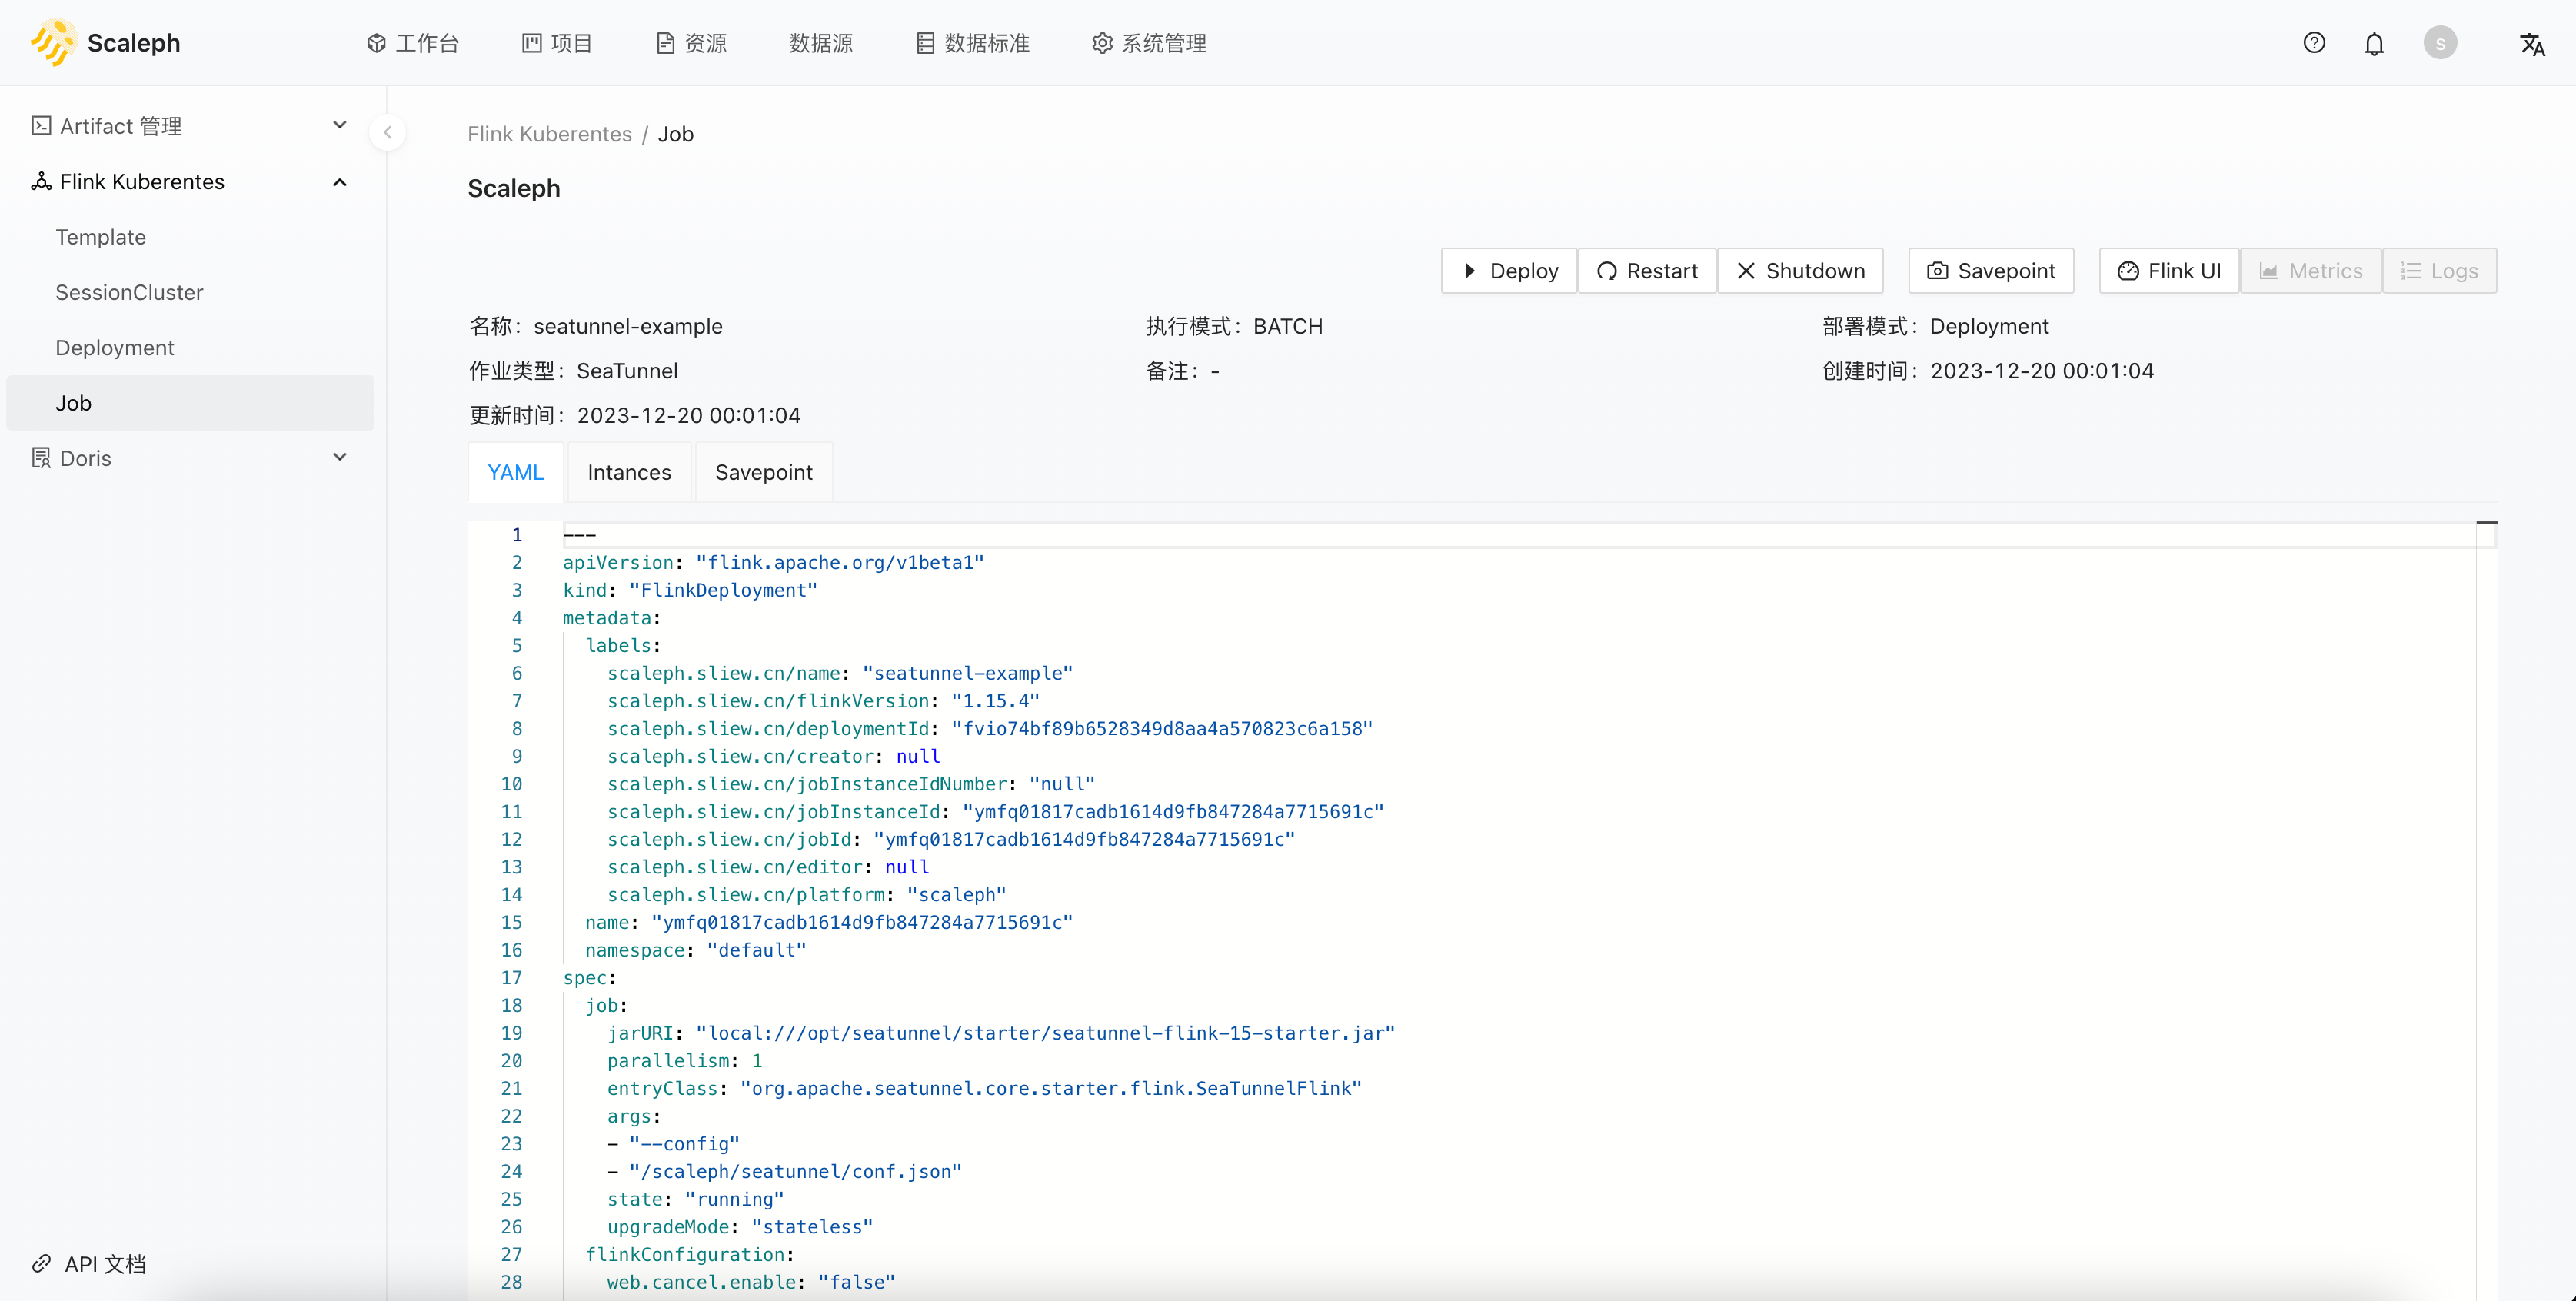 Scaleph
工作台
项目
资源
数据源
数据标准
系统管理
S
Artifact 管理
Flink Kuberentes
Template
SessionCluster
Deployment
Job
Doris
API 文档
Flink Kuberentes / Job
Scaleph
Deploy
Restart
Shutdown
Savepoint
Flink UI
Metrics
Logs
名称： seatunnel-example
执行模式： BATCH
部署模式： Deployment
作业类型： SeaTunnel
备注： -
创建时间： 2023-12-20 00:01:04
更新时间： 2023-12-20 00:01:04
YAML
Intances
Savepoint
1 ---
2 apiVersion: "flink.apache.org/v1beta1"
3 kind: "FlinkDeployment"
4 metadata:
5 labels:
6 scaleph.sliew.cn/name: "seatunnel-example"
7 scaleph.sliew.cn/flinkVersion: "1.15.4"
8 scaleph.sliew.cn/deploymentId: "fvio74bf89b6528349d8aa4a570823c6a158"
9 scaleph.sliew.cn/creator: null
10 scaleph.sliew.cn/jobInstanceIdNumber: "null"
11 scaleph.sliew.cn/jobInstanceId: "ymfq01817cadb1614d9fb847284a7715691c"
12 scaleph.sliew.cn/jobId: "ymfq01817cadb1614d9fb847284a7715691c"
13 scaleph.sliew.cn/editor: null
14 scaleph.sliew.cn/platform: "scaleph"
15 name: "ymfq01817cadb1614d9fb847284a7715691c"
16 namespace: "default"
17 spec:
18 job:
19 jarURI: "local:///opt/seatunnel/starter/seatunnel-flink-15-starter.jar"
20 parallelism: 1
21 entryClass: "org.apache.seatunnel.core.starter.flink.SeaTunnelFlink"
22 args:
23 - "--config"
24 - "/scaleph/seatunnel/conf.json"
25 state: "running"
26 upgradeMode: "stateless"
27 flinkConfiguration:
28 web.cancel.enable: "false"